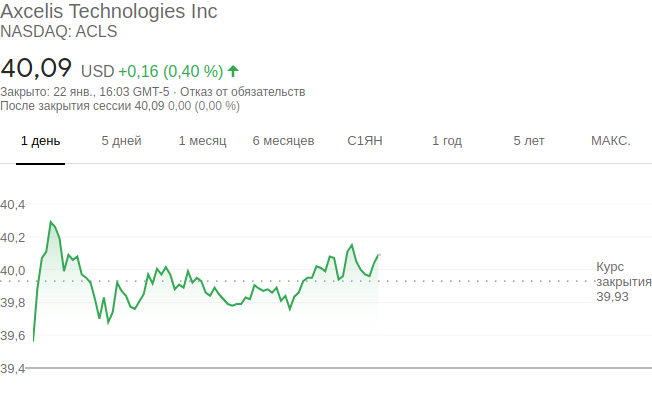 Axcelis Technologies Inc
NASDAQ: ACLS
40,09 USD +0,16 (0,40 %)
Закрыто: 22 янв., 16:03 GMT-5 · Отказ от обязательств
После закрытия сессии 40,09 0,00 (0,00 %)
1 день 5 дней 1 месяц 6 месяцев С1ЯН 1 год 5 лет МАКС.
40,4
40,2
40,0
39,8
39,6
39,4
Курс
закрытия
39,93